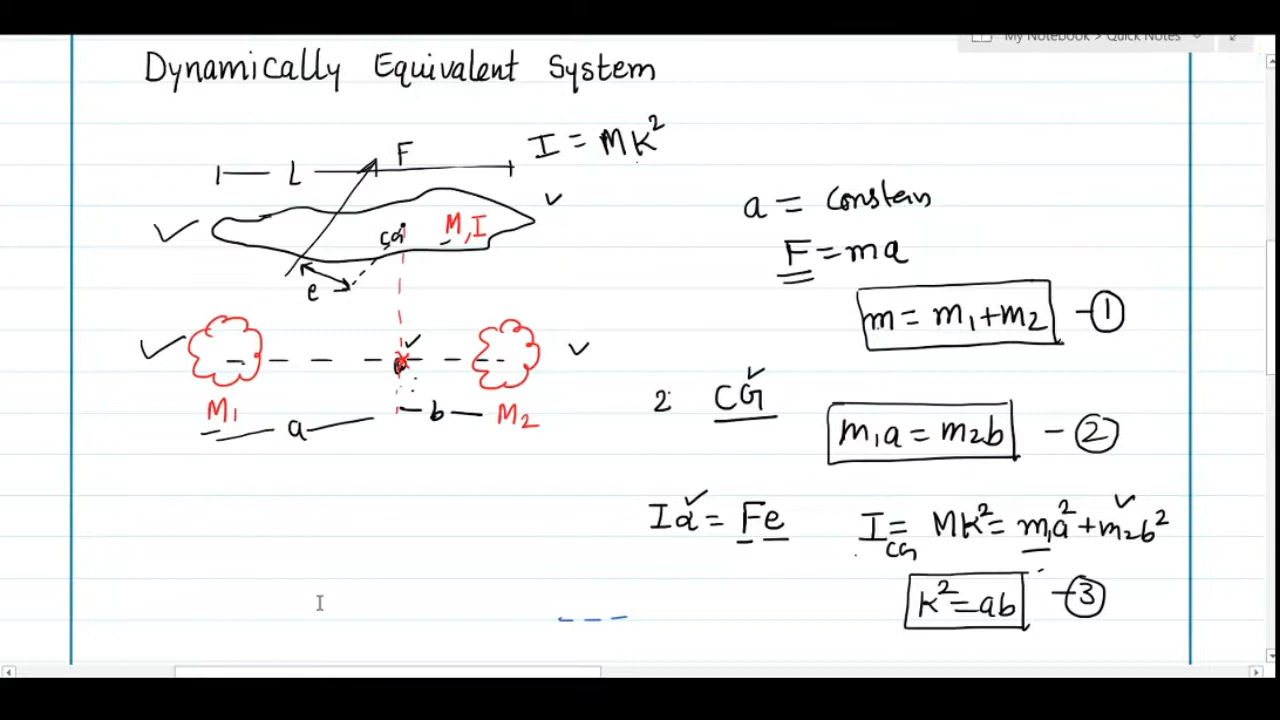 My Notebook > Quick Notes
Dynamically Equivalent System
I = MK²
L F
a = Constan
CG M, I
F = ma
e
m = m₁+m₂ -①
2. CG
M₁ a b M₂
m₁a = m₂b - ②
Iα = Fe
I_CG = MK² = m₁a² + m₂b²
K² = ab -③